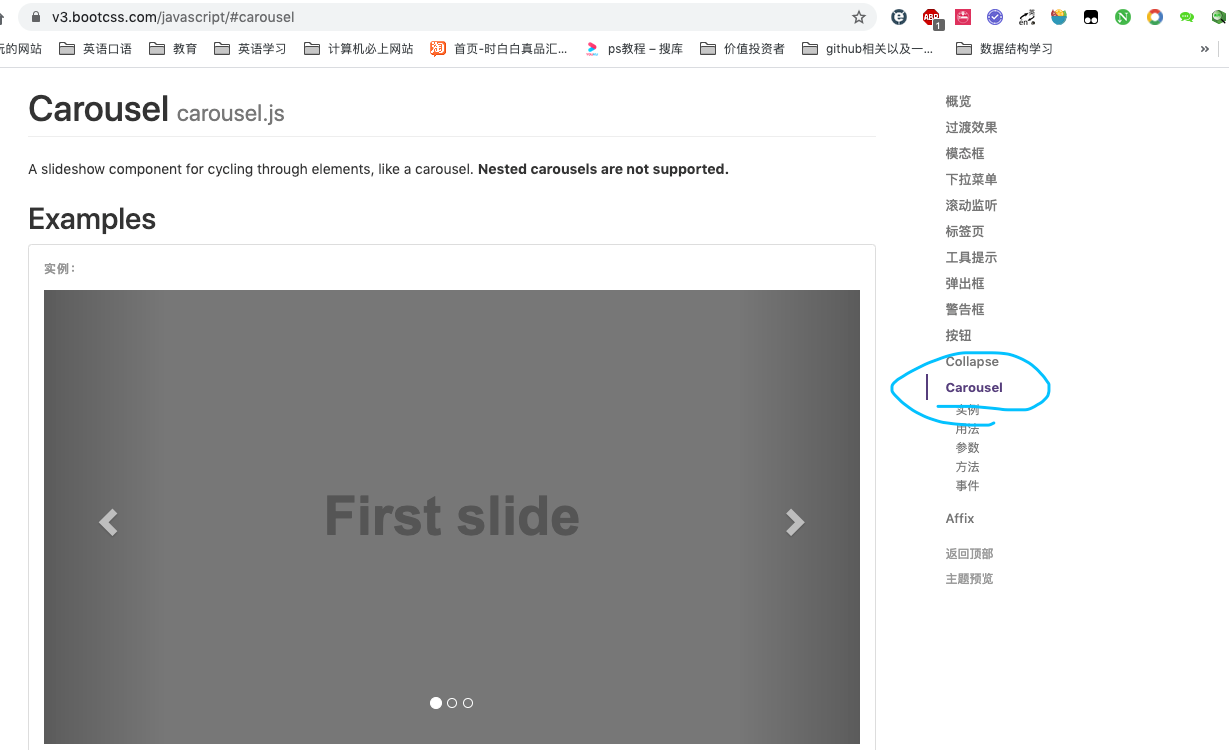 v3.bootcss.com/javascript/#carousel
ABP
1
英
en
N
玩的网站 英语口语 教育 英语学习 计算机必上网站 淘 首页-时白白真品汇... ps教程 – 搜库 价值投资者 github相关以及一... 数据结构学习 »
Carousel carousel.js
A slideshow component for cycling through elements, like a carousel. Nested carousels are not supported.
Examples
实例：
First slide
概览
过渡效果
模态框
下拉菜单
滚动监听
标签页
工具提示
弹出框
警告框
按钮
Collapse
Carousel
实例
用法
参数
方法
事件
Affix
返回顶部
主题预览